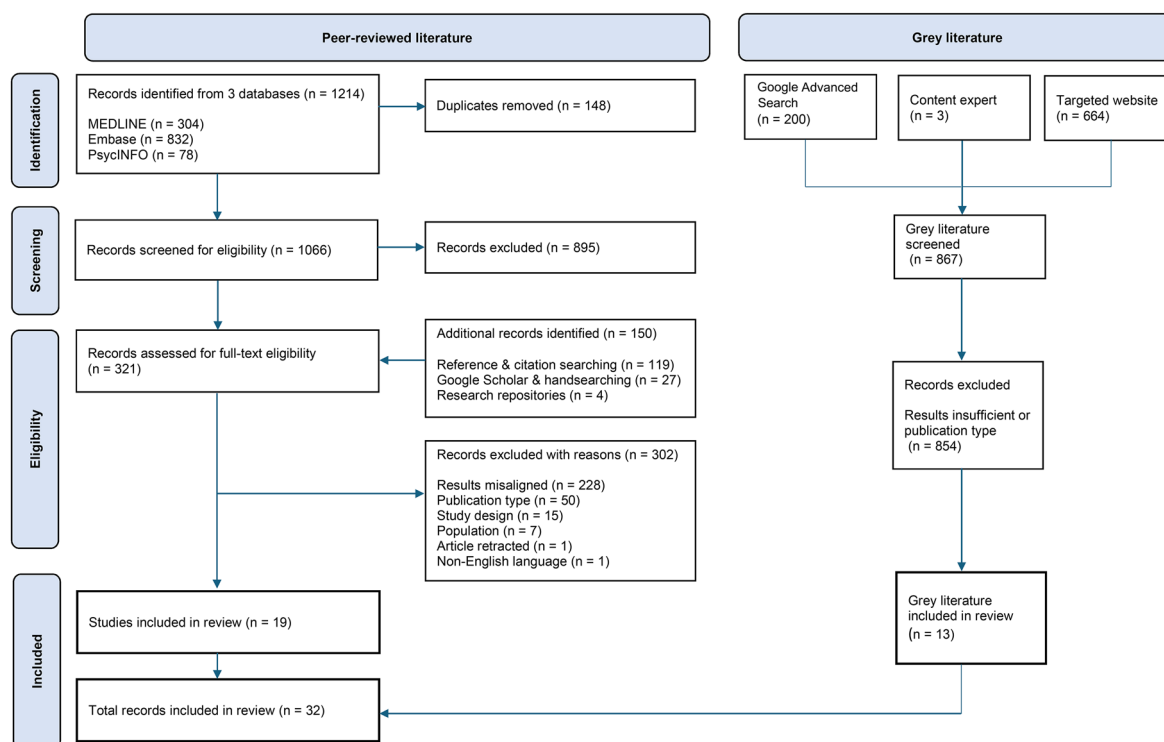 Peer-reviewed literature
Grey literature
Identification
Records identified from 3 databases (n = 1214)
MEDLINE (n = 304)
Embase (n = 832)
PsycINFO (n = 78)
Duplicates removed (n = 148)
Google Advanced
Search
(n = 200)
Content expert
(n = 3)
Targeted website
(n = 664)
Screening
Records screened for eligibility (n = 1066)
Records excluded (n = 895)
Grey literature
screened
(n = 867)
Eligibility
Records assessed for full-text eligibility
(n = 321)
Additional records identified (n = 150)
Reference & citation searching (n = 119)
Google Scholar & handsearching (n = 27)
Research repositories (n = 4)
Records excluded with reasons (n = 302)
Results misaligned (n = 228)
Publication type (n = 50)
Study design (n = 15)
Population (n = 7)
Article retracted (n = 1)
Non-English language (n = 1)
Records excluded
Results insufficient or
publication type
(n = 854)
Included
Studies included in review (n = 19)
Grey literature
included in review
(n = 13)
Total records included in review (n = 32)